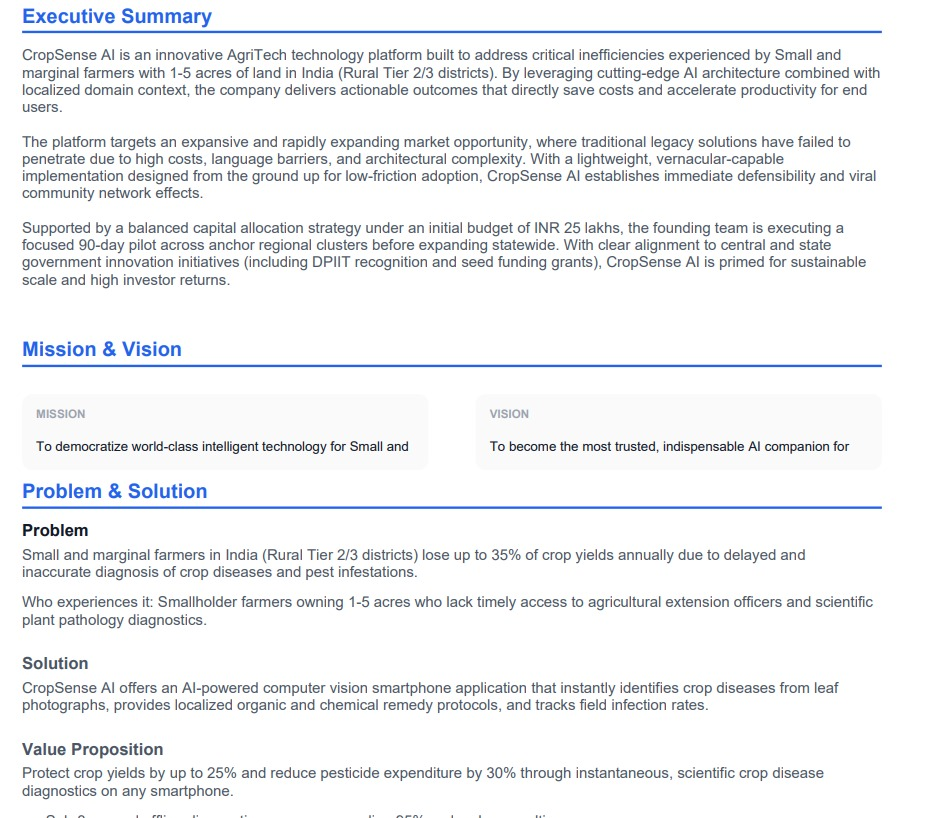 Executive Summary
CropSense AI is an innovative AgriTech technology platform built to address critical inefficiencies experienced by Small and
marginal farmers with 1-5 acres of land in India (Rural Tier 2/3 districts). By leveraging cutting-edge AI architecture combined with
localized domain context, the company delivers actionable outcomes that directly save costs and accelerate productivity for end
users.
The platform targets an expansive and rapidly expanding market opportunity, where traditional legacy solutions have failed to
penetrate due to high costs, language barriers, and architectural complexity. With a lightweight, vernacular-capable
implementation designed from the ground up for low-friction adoption, CropSense AI establishes immediate defensibility and viral
community network effects.
Supported by a balanced capital allocation strategy under an initial budget of INR 25 lakhs, the founding team is executing a
focused 90-day pilot across anchor regional clusters before expanding statewide. With clear alignment to central and state
government innovation initiatives (including DPIIT recognition and seed funding grants), CropSense AI is primed for sustainable
scale and high investor returns.
Mission & Vision
MISSION
To democratize world-class intelligent technology for Small and
VISION
To become the most trusted, indispensable AI companion for
Problem & Solution
Problem
Small and marginal farmers in India (Rural Tier 2/3 districts) lose up to 35% of crop yields annually due to delayed and
inaccurate diagnosis of crop diseases and pest infestations.
Who experiences it: Smallholder farmers owning 1-5 acres who lack timely access to agricultural extension officers and scientific
plant pathology diagnostics.
Solution
CropSense AI offers an AI-powered computer vision smartphone application that instantly identifies crop diseases from leaf
photographs, provides localized organic and chemical remedy protocols, and tracks field infection rates.
Value Proposition
Protect crop yields by up to 25% and reduce pesticide expenditure by 30% through instantaneous, scientific crop disease
diagnostics on any smartphone.